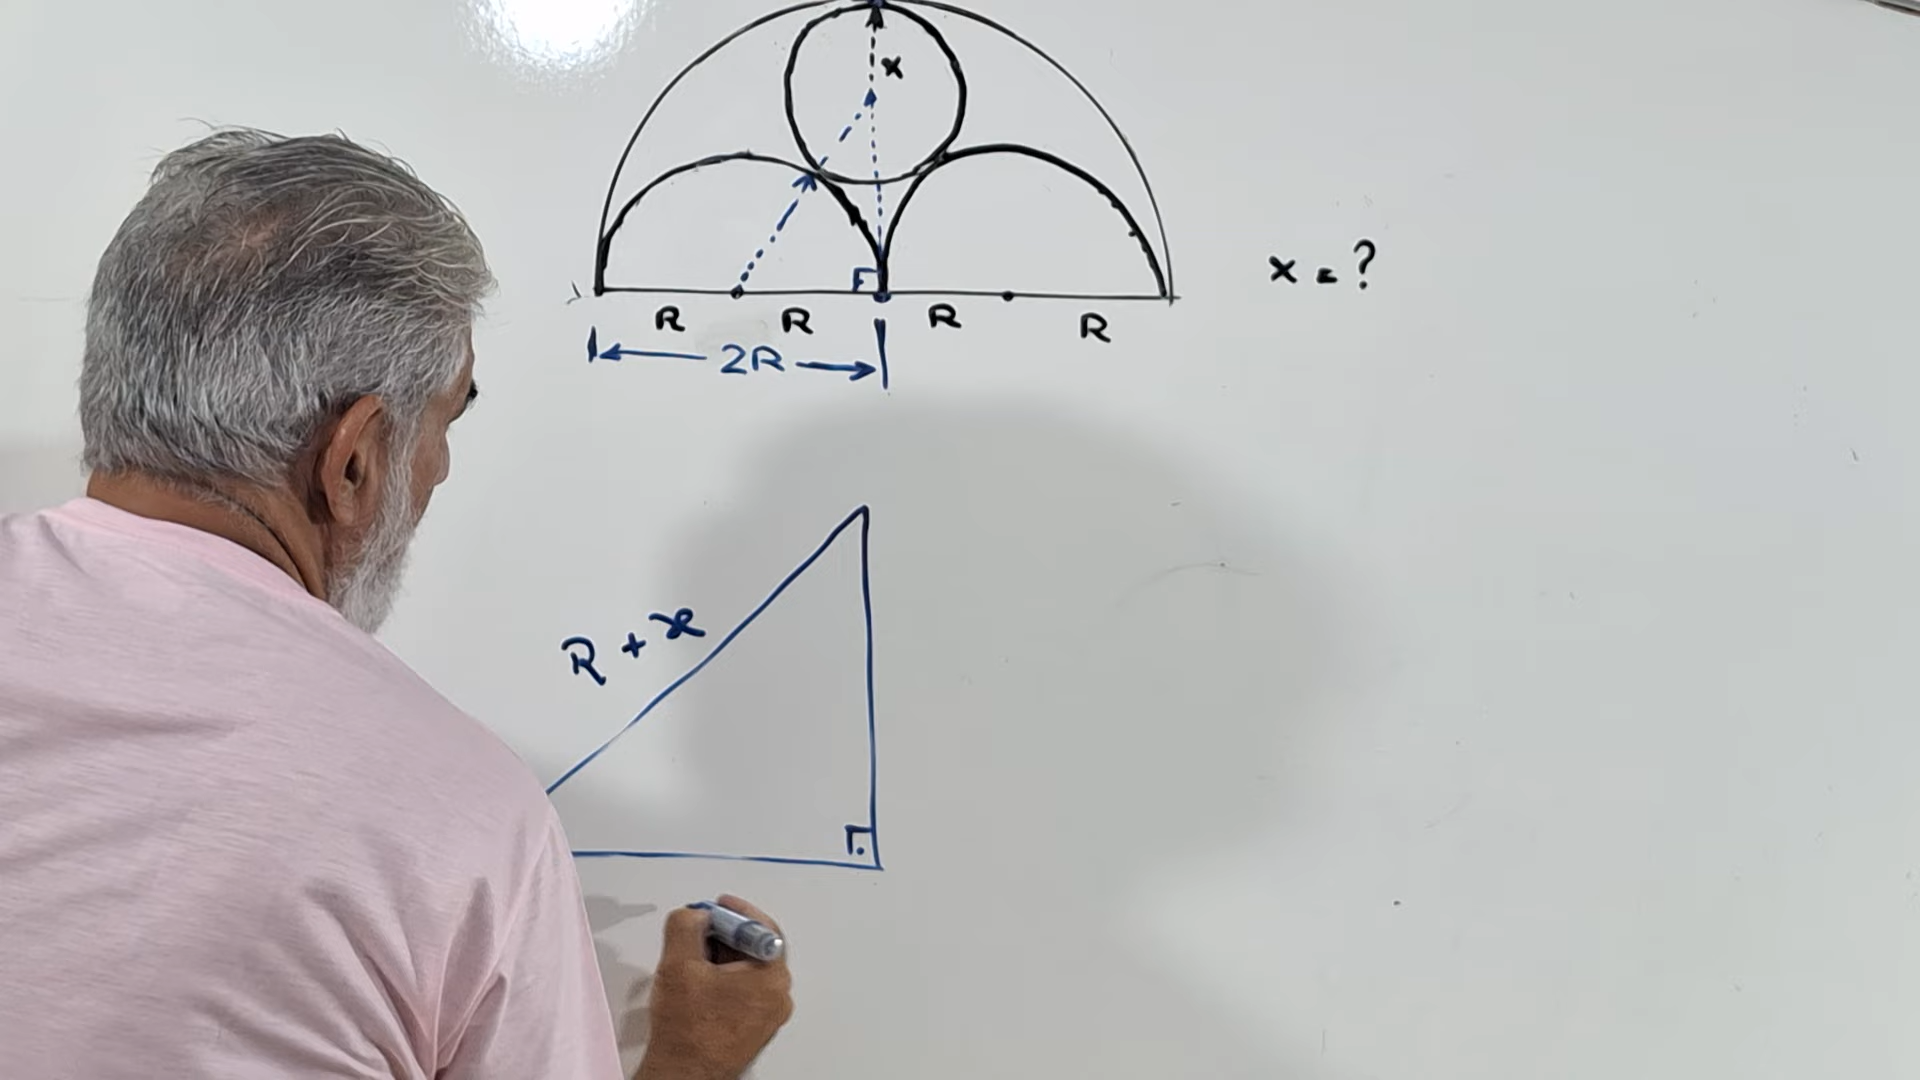 x
x = ?
R R R R
2R
R + x